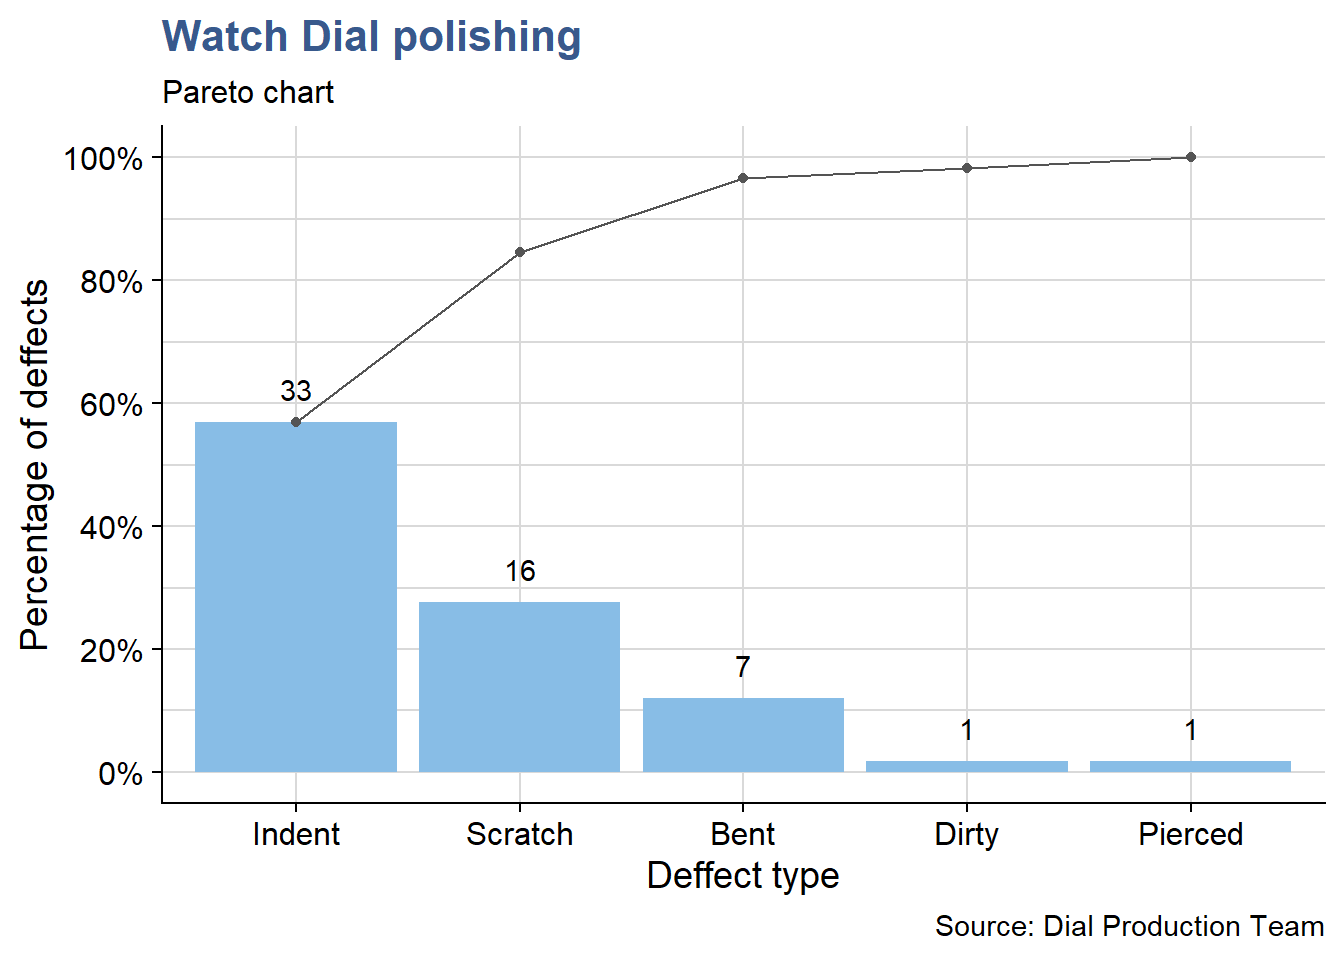 Watch Dial polishing
Pareto chart
Percentage of deffects
100%
80%
60%
40%
20%
0%
33
16
7
1
1
Indent
Scratch
Bent
Dirty
Pierced
Deffect type
Source: Dial Production Team